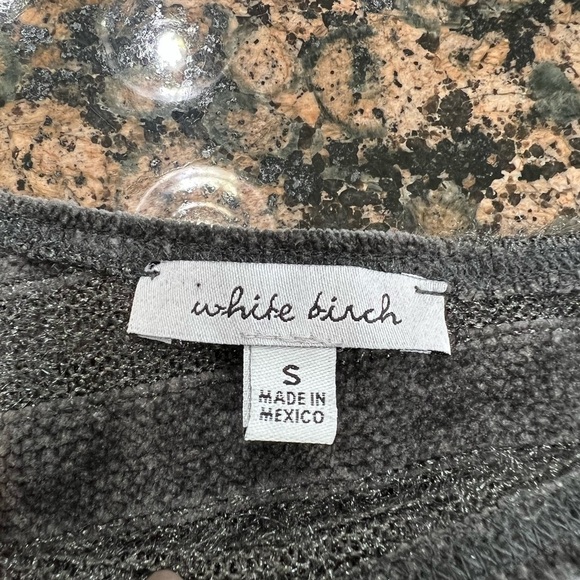 white birch
S
MADE IN
MEXICO